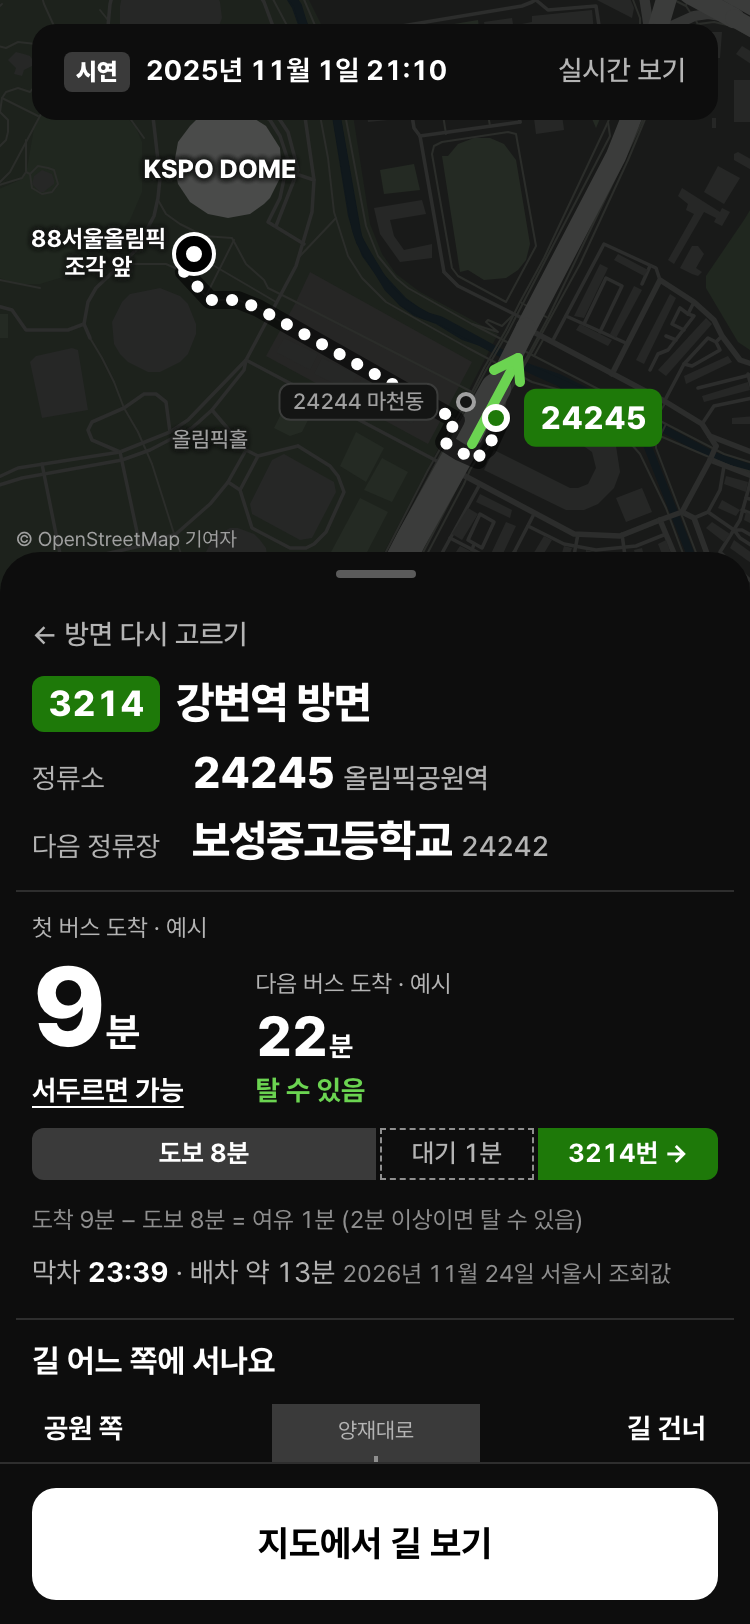 시연 2025년 11월 1일 21:10 실시간 보기
KSPO DOME
88서울올림픽
조각 앞
24244 마천동
24245
올림픽홀
© OpenStreetMap 기여자
← 방면 다시 고르기
3214 강변역 방면
정류소 24245 올림픽공원역
다음 정류장 보성중고등학교 24242
첫 버스 도착 · 예시
9분
서두르면 가능
다음 버스 도착 · 예시
22분
탈 수 있음
도보 8분 대기 1분 3214번 →
도착 9분 – 도보 8분 = 여유 1분 (2분 이상이면 탈 수 있음)
막차 23:39 · 배차 약 13분 2026년 11월 24일 서울시 조회값
길 어느 쪽에 서나요
공원 쪽 양재대로 길 건너
지도에서 길 보기